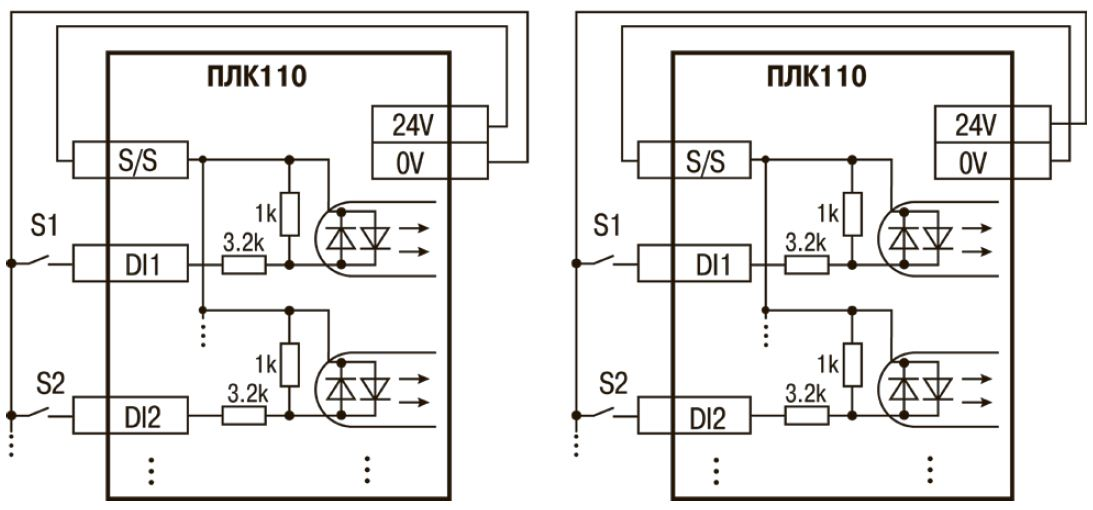 ПЛК110
24V
S/S
0V
S1
1k
3.2k
DI1
1k
S2
3.2k
DI2
ПЛК110
24V
S/S
0V
S1
1k
3.2k
DI1
1k
S2
3.2k
DI2